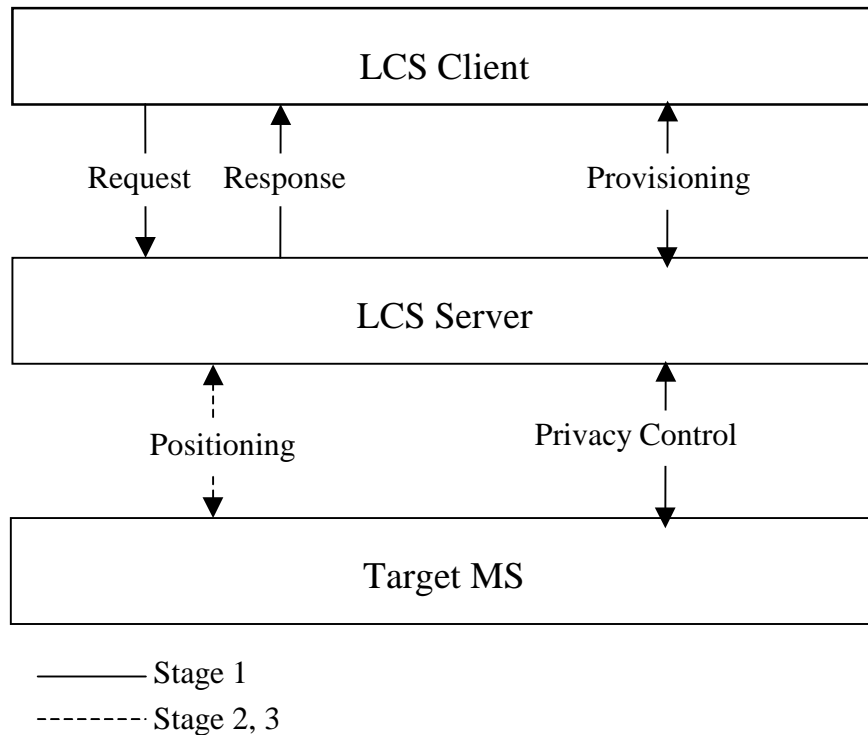 LCS Client
Request
Response
Provisioning
LCS Server
Positioning
Privacy Control
Target MS
Stage 1
Stage 2, 3